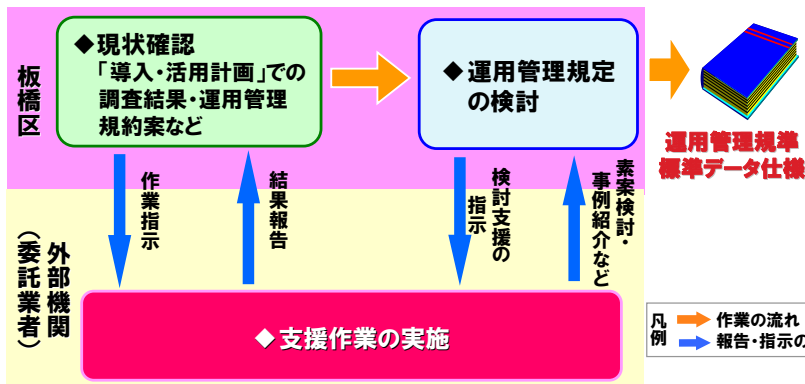 板橋区
◆現状確認
「導入・活用計画」での
調査結果・運用管理
規約案など
◆運用管理規定
の検討
運用管理規準
標準データ仕様
作業指示
結果報告
検討支援の
指示
素案検討・
事例紹介など
外部機関
（委託業者）
◆支援作業の実施
凡例
作業の流れ
報告・指示の